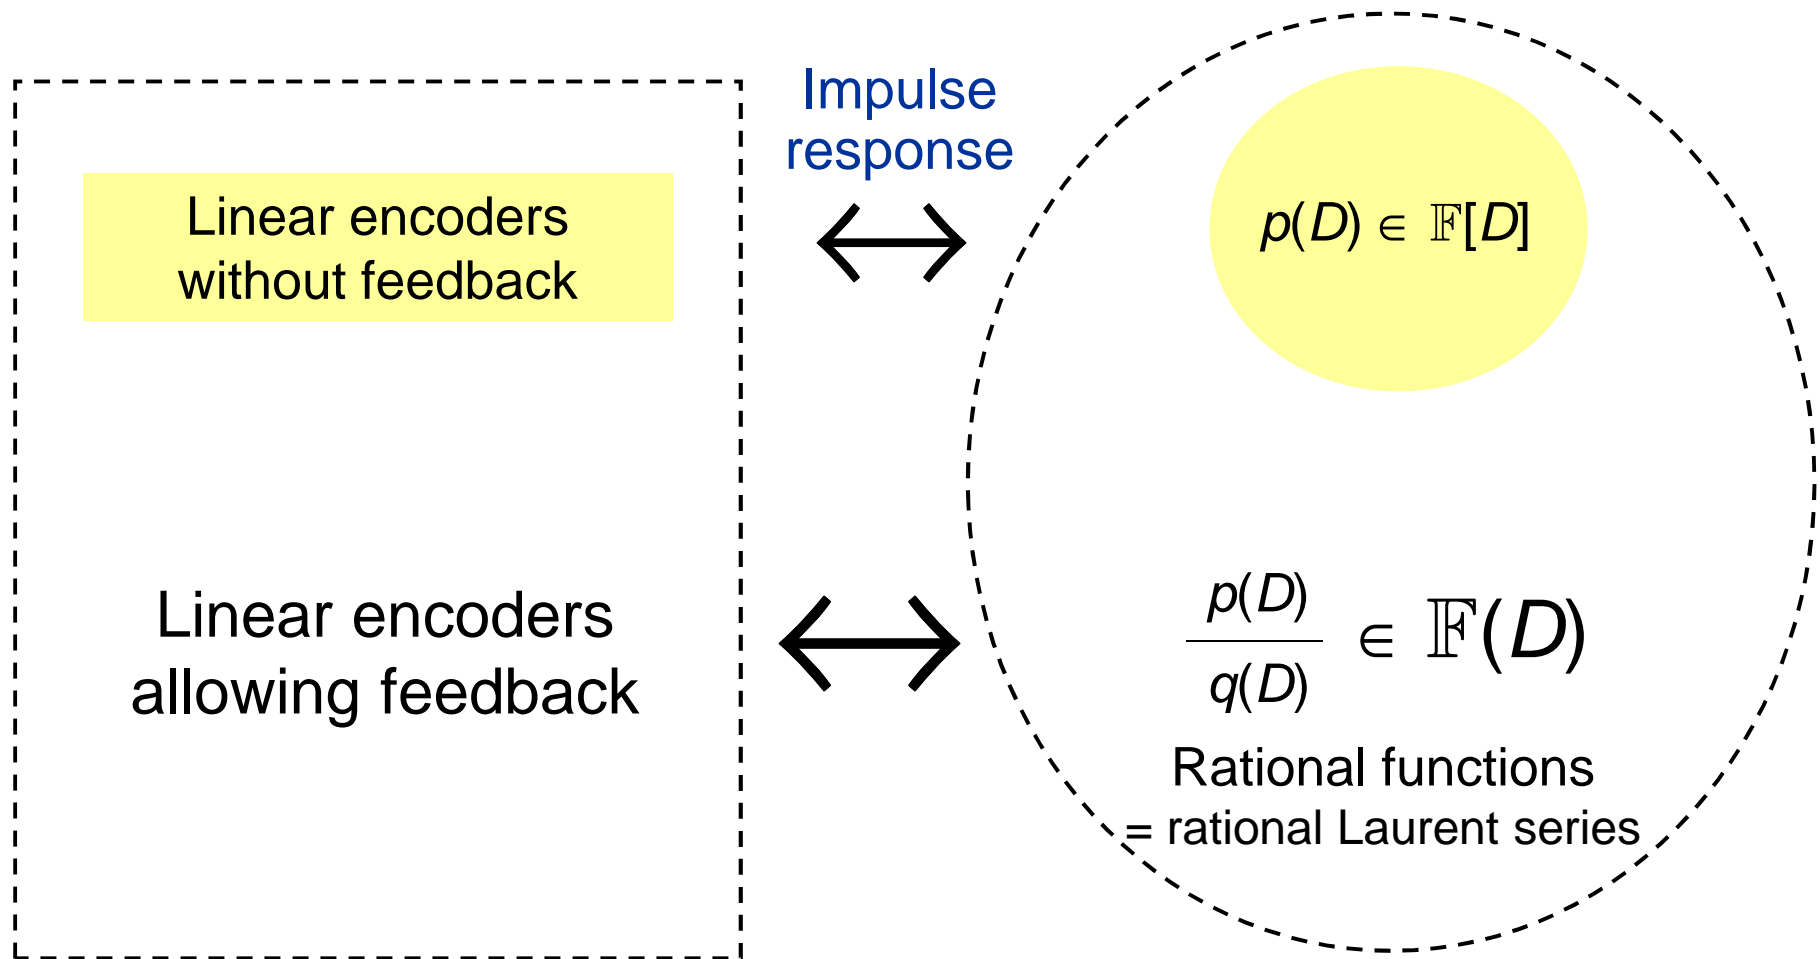 Impulse
response
Linear encoders
without feedback
p(D) ∈ 𝔽[D]
Linear encoders
allowing feedback
p(D)
q(D)
∈ 𝔽(D)
Rational functions
= rational Laurent series